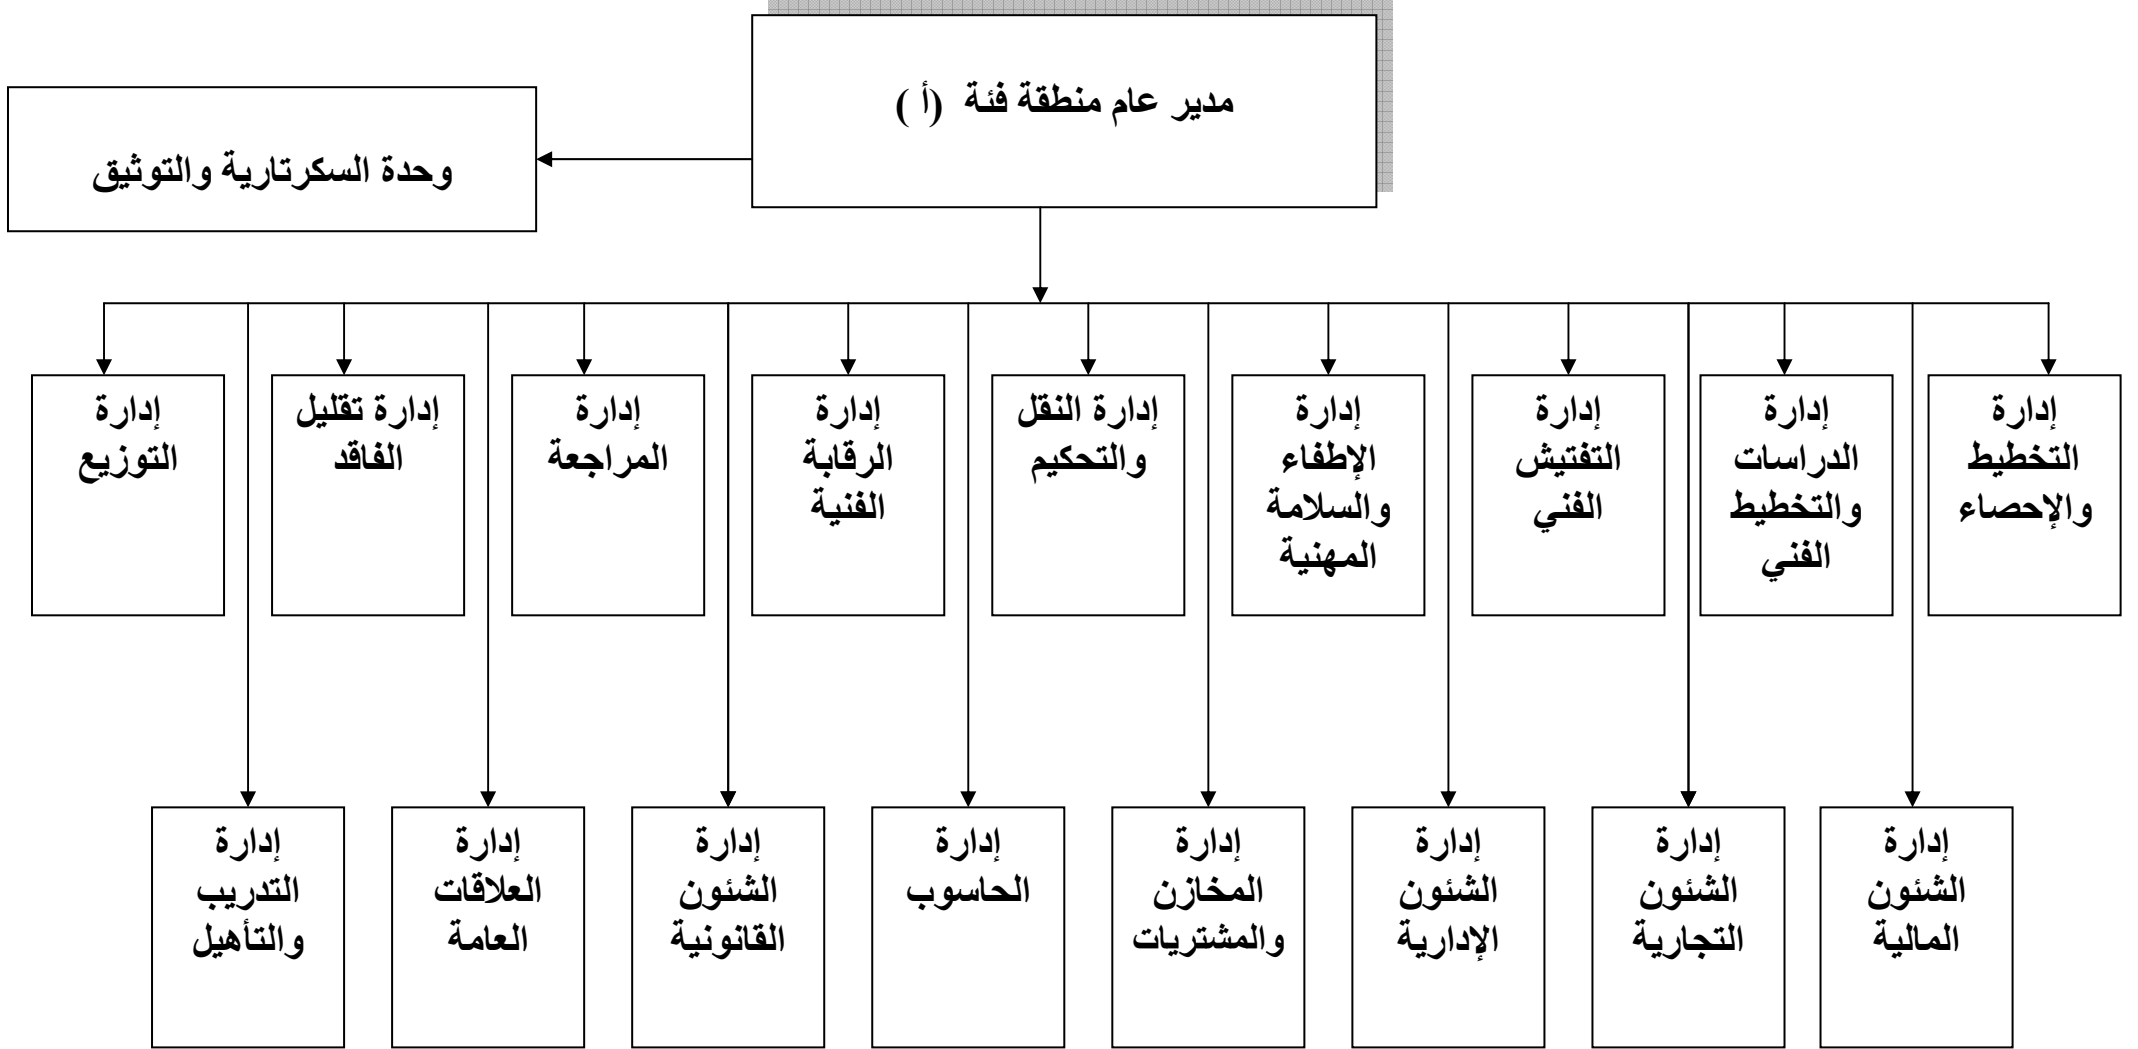 مدير عام منطقة فئة (أ )
وحدة السكرتارية والتوثيق
إدارة
التخطيط
والإحصاء
إدارة
الدراسات
والتخطيط
الفني
إدارة
التفتيش
الفني
إدارة
الإطفاء
والسلامة
المهنية
إدارة النقل
والتحكيم
إدارة
الرقابة
الفنية
إدارة
المراجعة
إدارة تقليل
الفاقد
إدارة
التوزيع
إدارة
الشئون
المالية
إدارة
الشئون
التجارية
إدارة
الشئون
الإدارية
إدارة
المخازن
والمشتريات
إدارة
الحاسوب
إدارة
الشئون
القانونية
إدارة
العلاقات
العامة
إدارة
التدريب
والتأهيل